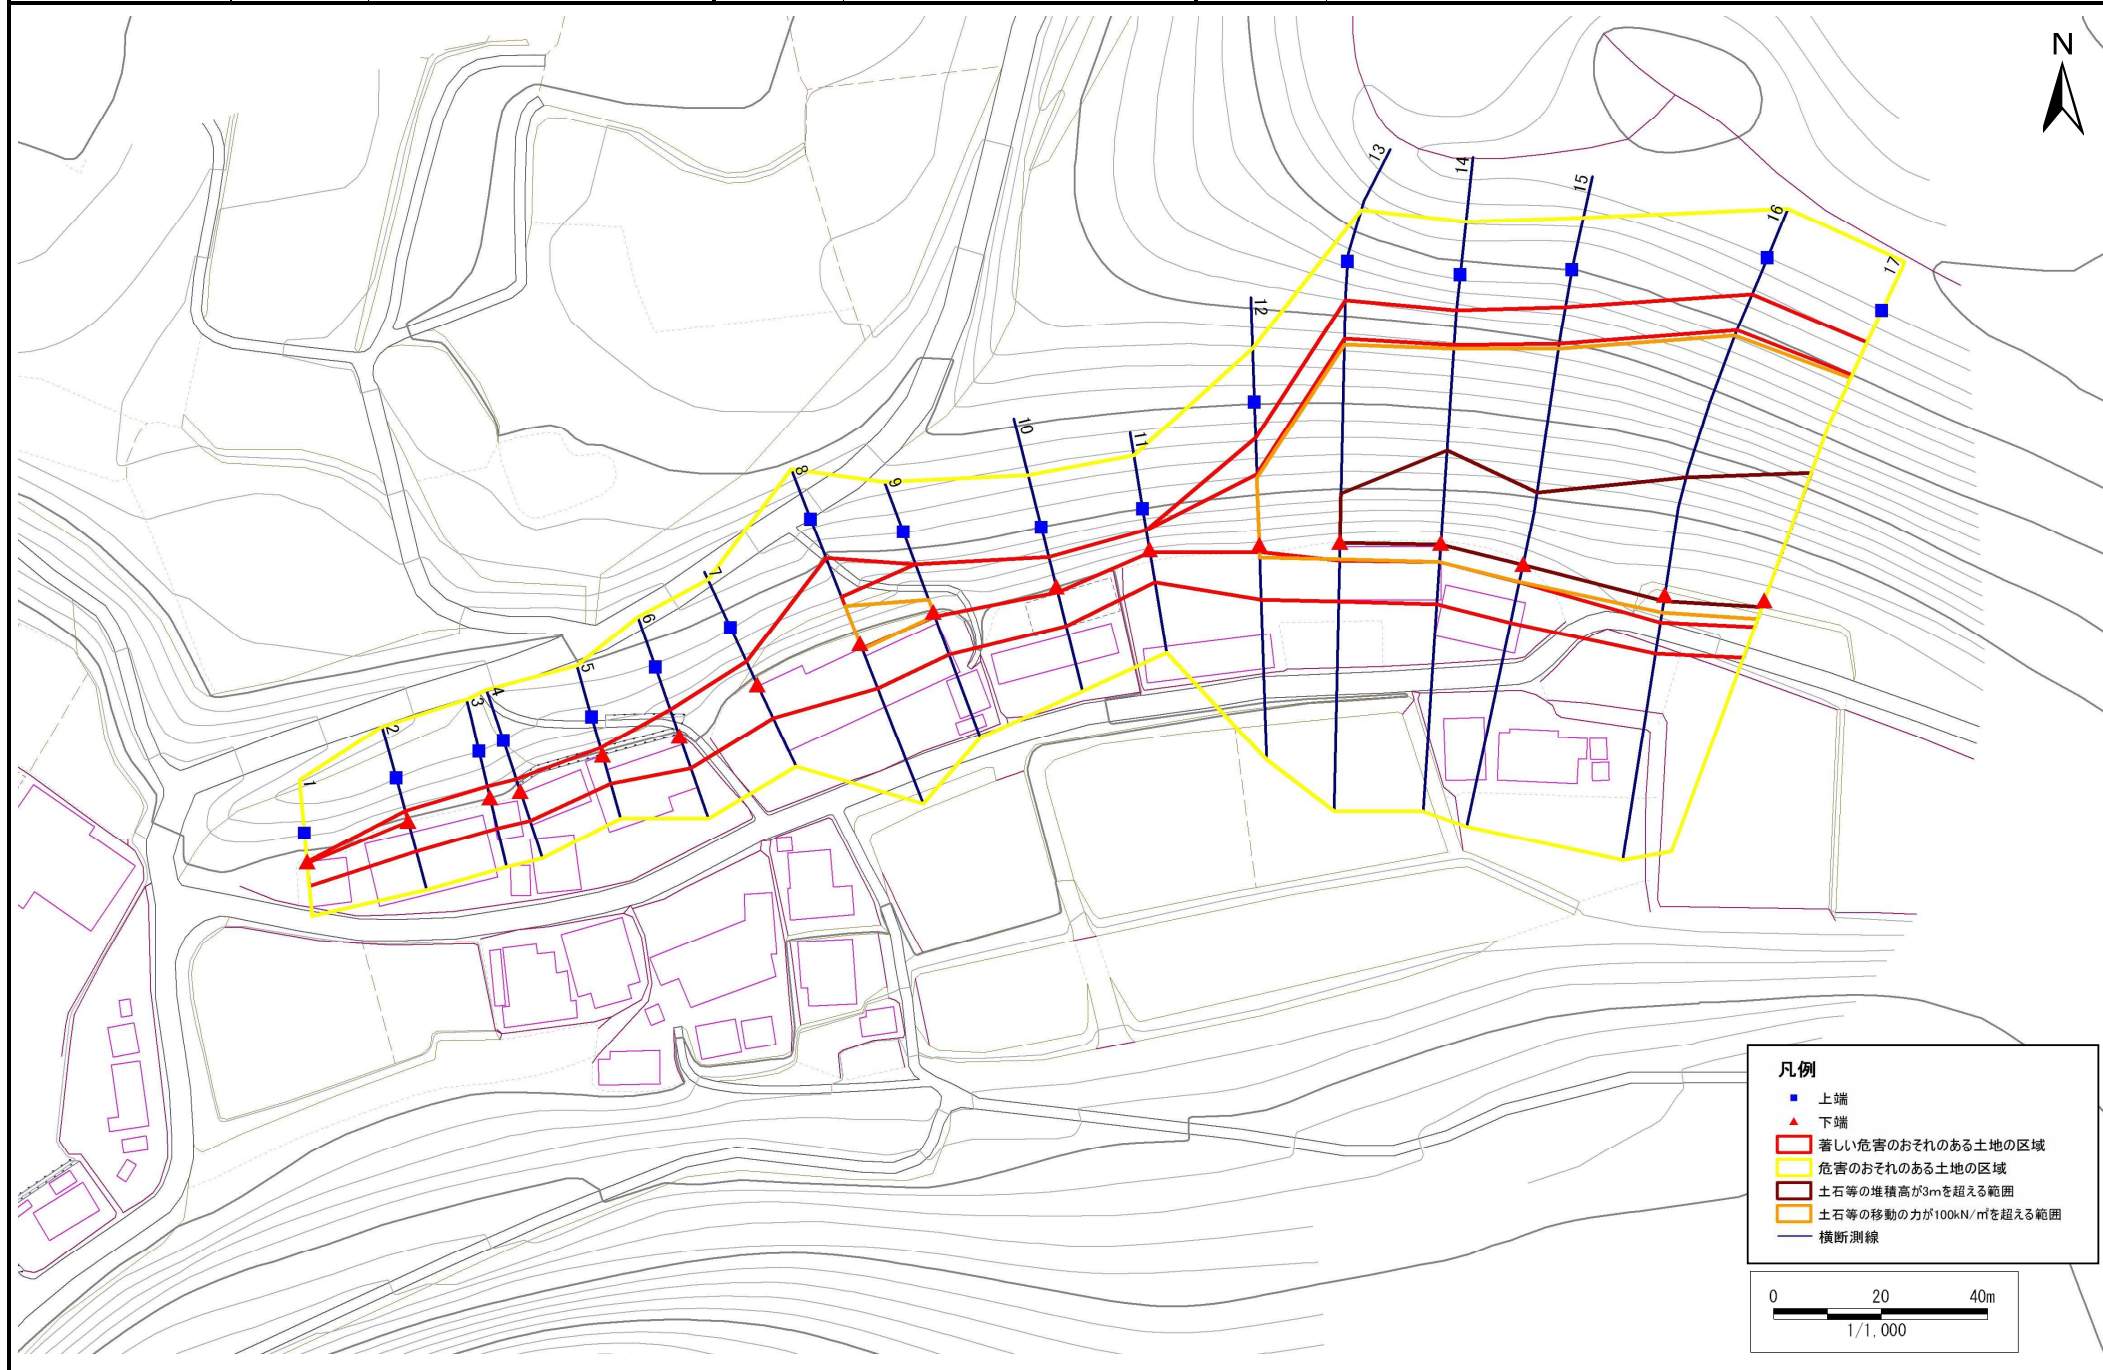 N
13
14
15
16
17
12
11
10
8
9
7
6
5
4
3
2
1
凡例
上端
下端
著しい危害のおそれのある土地の区域
危害のおそれのある土地の区域
土石等の堆積高が3mを超える範囲
土石等の移動の力が100kN/㎡を超える範囲
横断測線
0 20 40m
1/1,000